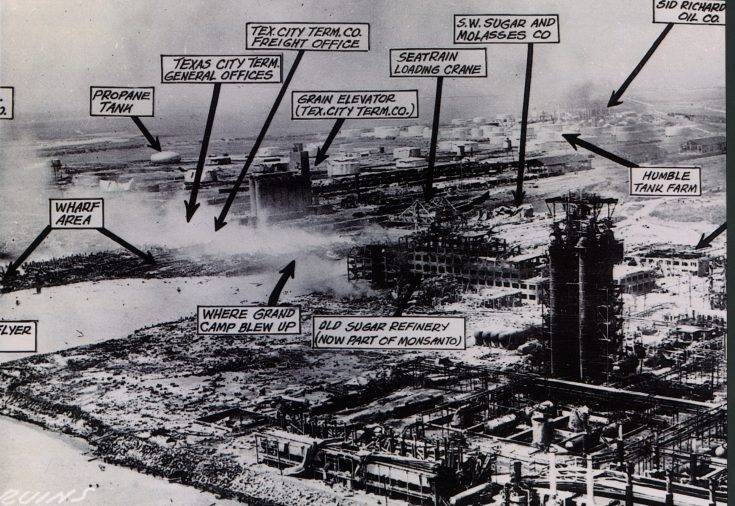 SID RICHARD
OIL CO.
TEX. CITY TERM. CO.
FREIGHT OFFICE
S.W. SUGAR AND
MOLASSES CO
TEXAS CITY TERM.
GENERAL OFFICES
SEATRAIN
LOADING CRANE
PROPANE
TANK
GRAIN ELEVATOR
(TEX. CITY TERM. CO.)
O.
HUMBLE
TANK FARM
WHARF
AREA
WHERE GRAND
CAMP BLEW UP
OLD SUGAR REFINERY
(NOW PART OF MONSANTO)
FLYER
RUINS